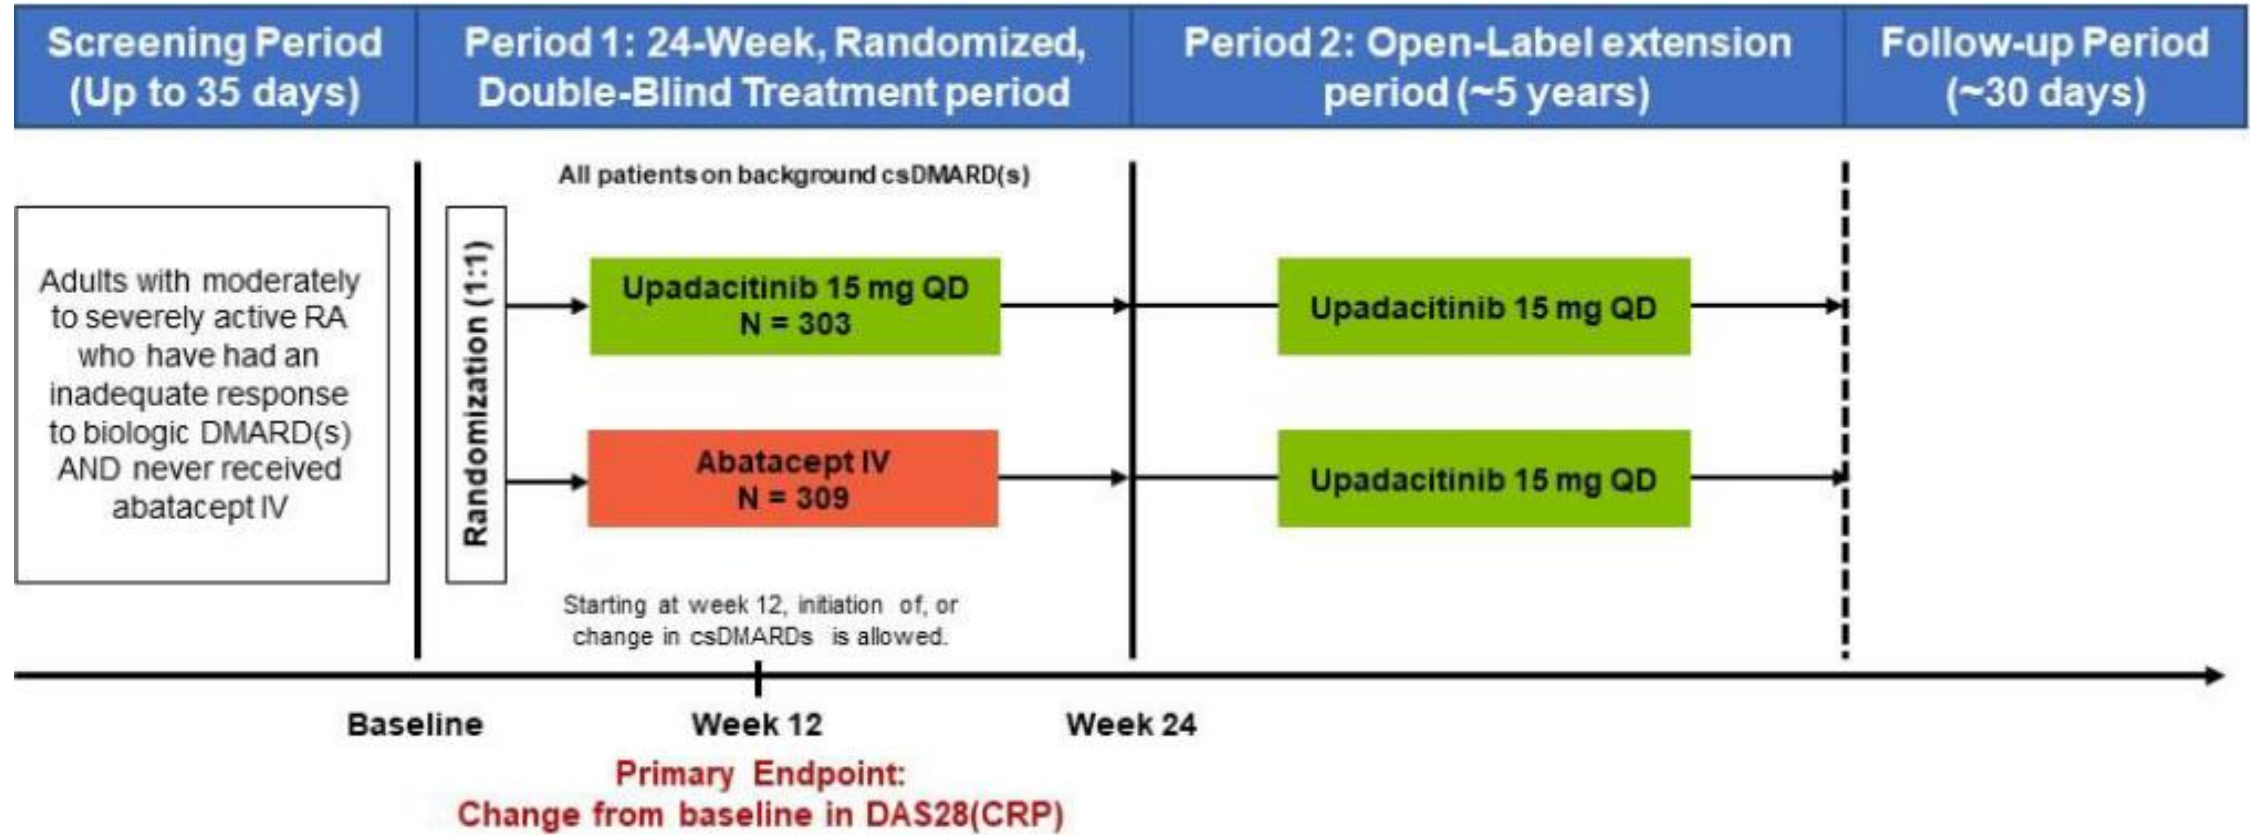 Screening Period
(Up to 35 days)
Period 1: 24-Week, Randomized,
Double-Blind Treatment period
Period 2: Open-Label extension
period (~5 years)
Follow-up Period
(~30 days)
All patients on background csDMARD(s)
Adults with moderately
to severely active RA
who have had an
inadequate response
to biologic DMARD(s)
AND never received
abatacept IV
Randomization (1:1)
Upadacitinib 15 mg QD
N = 303
Upadacitinib 15 mg QD
Abatacept IV
N = 309
Upadacitinib 15 mg QD
Starting at week 12, initiation of, or
change in csDMARDs is allowed.
Baseline
Week 12
Week 24
Primary Endpoint:
Change from baseline in DAS28(CRP)